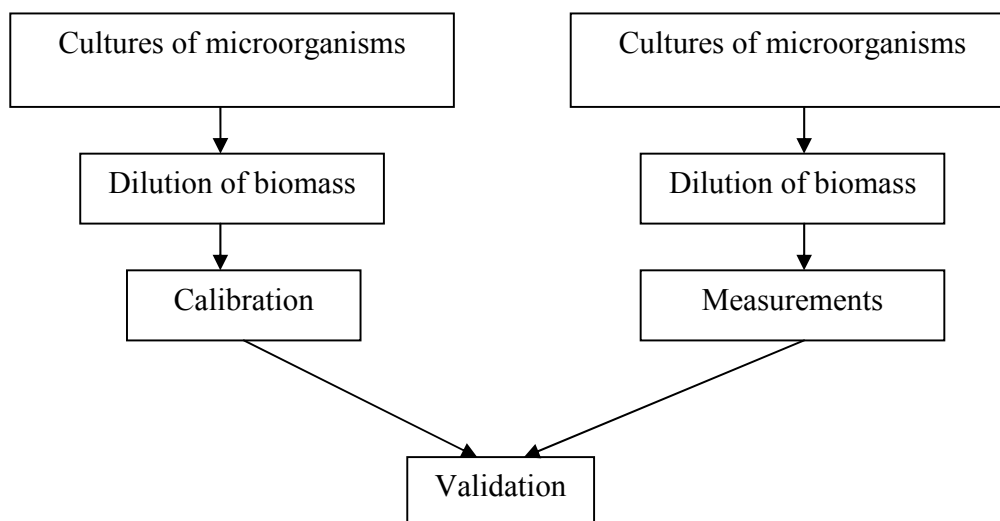 Cultures of microorganisms
Cultures of microorganisms
Dilution of biomass
Dilution of biomass
Calibration
Measurements
Validation